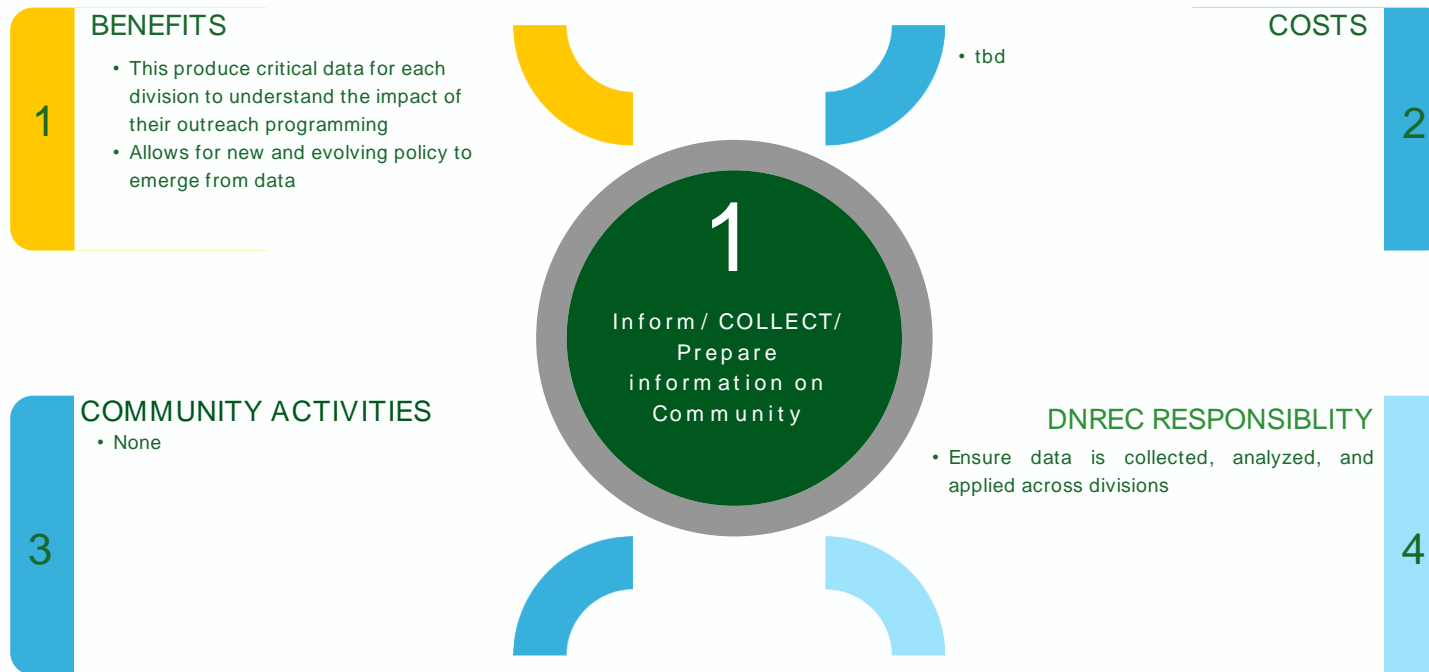 1
BENEFITS
• This produce critical data for each
division to understand the impact of
their outreach programming
• Allows for new and evolving policy to
emerge from data
COSTS
• tbd
2
1
Inform/ COLLECT/
Prepare
information on
Community
3
COMMUNITY ACTIVITIES
• None
DNREC RESPONSIBLITY
• Ensure data is collected, analyzed, and
applied across divisions
4